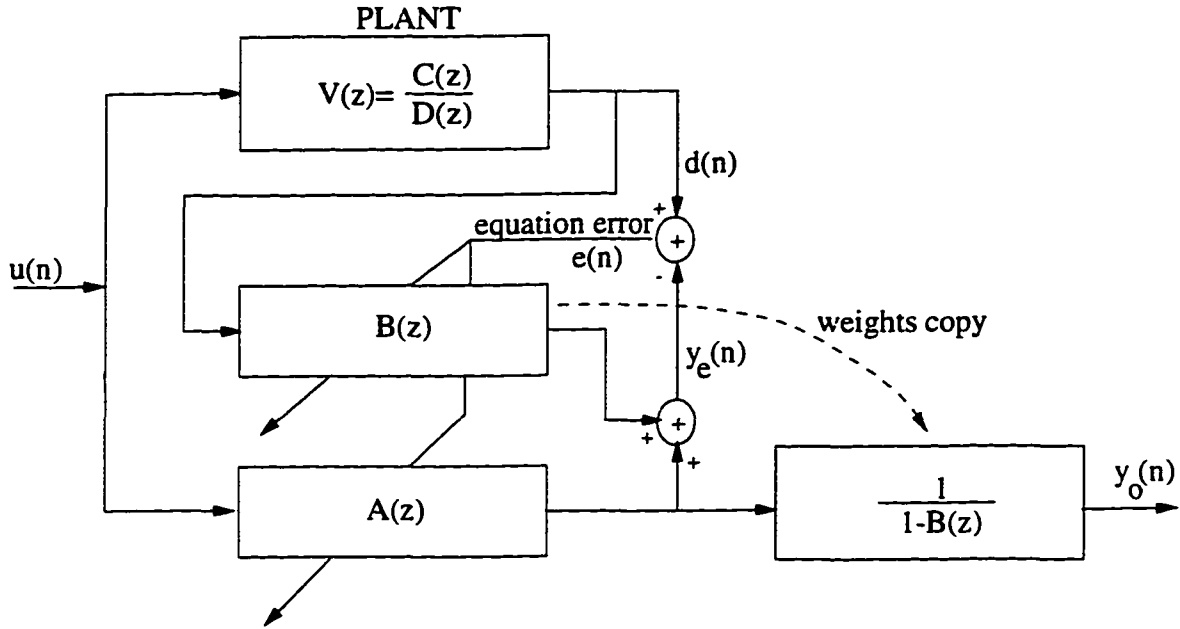 PLANT
V(z)= C(z)
D(z)
d(n)
+
equation error
+
e(n)
u(n)
-
B(z)
weights copy
y_e(n)
+
+
+
A(z)
1
1-B(z)
y_o(n)